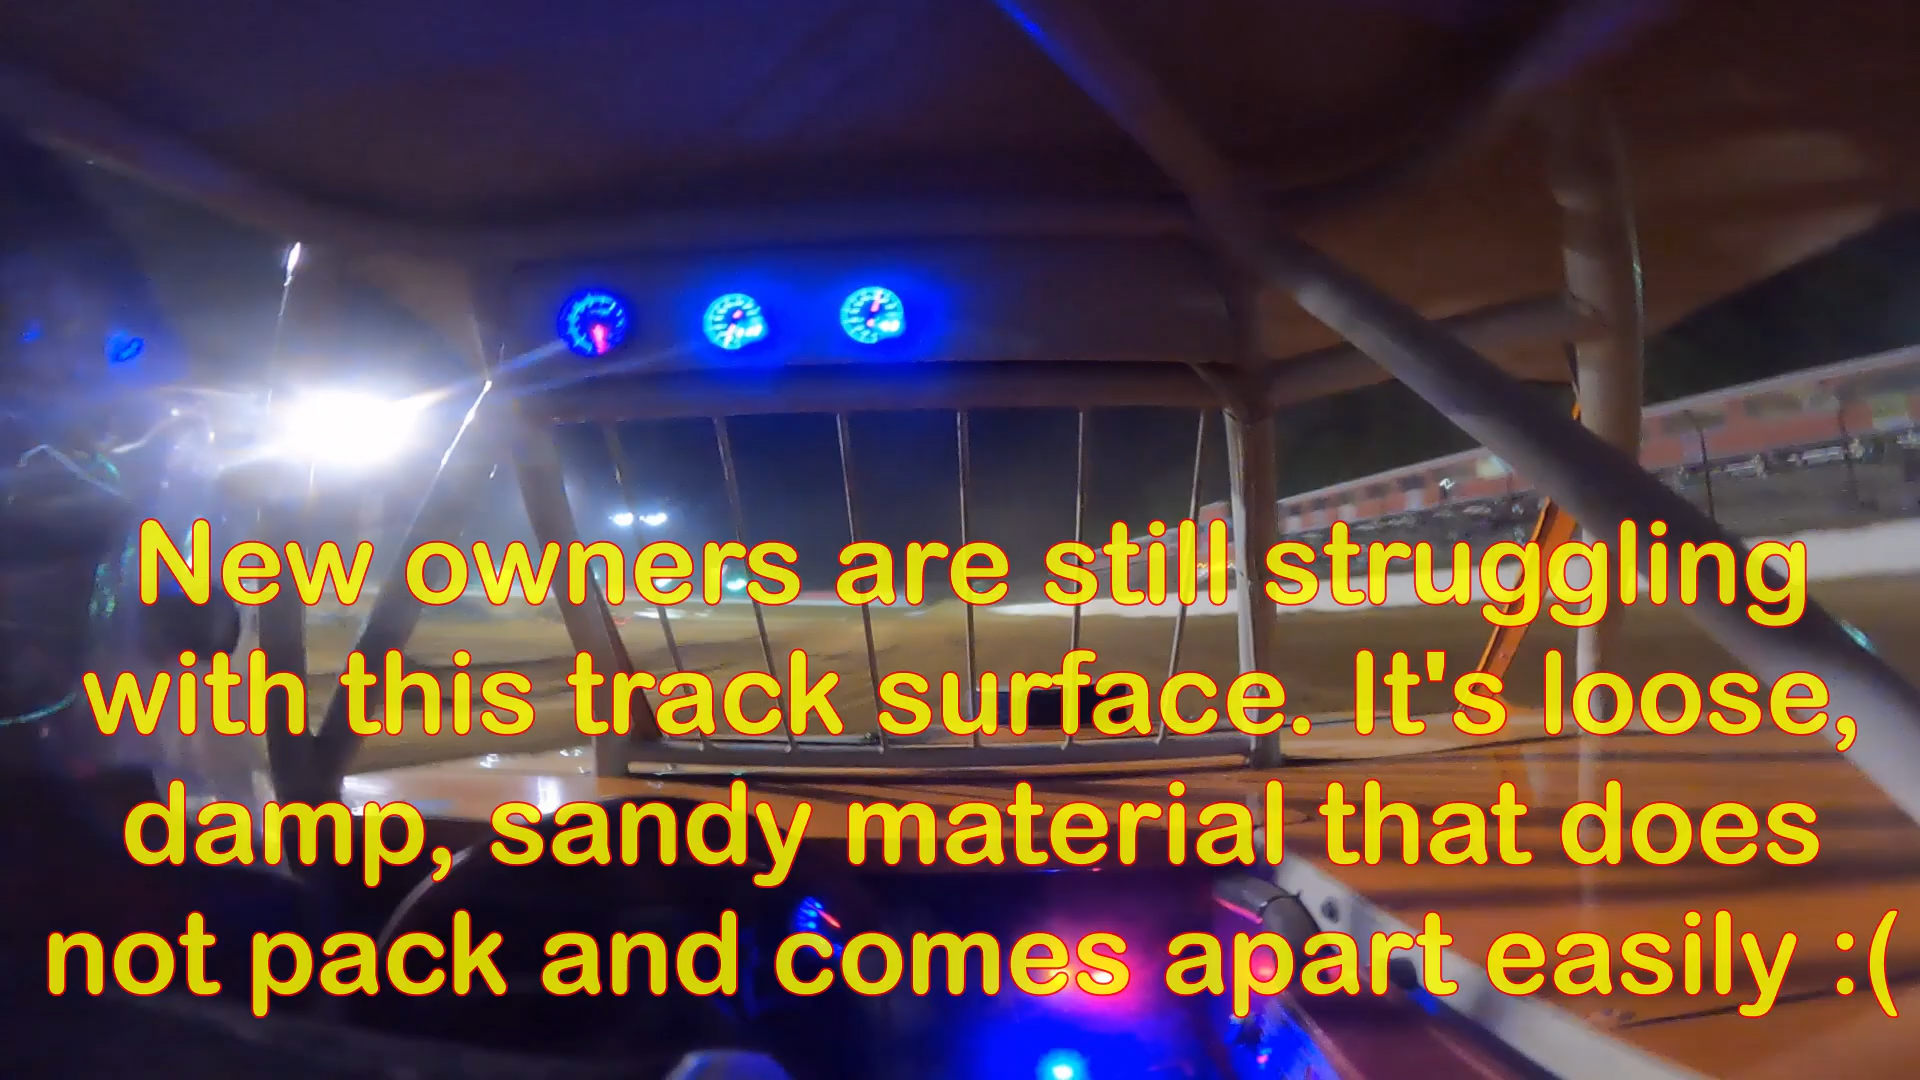 New owners are still struggling
with this track surface. It's loose,
damp, sandy material that does
not pack and comes apart easily :(